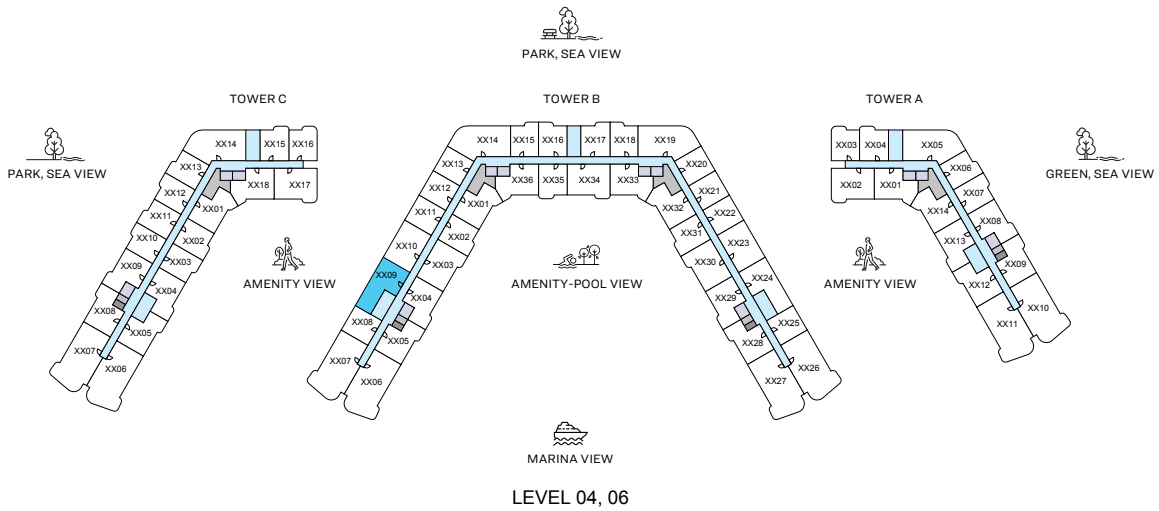 PARK, SEA VIEW
TOWER C
TOWER B
TOWER A
PARK, SEA VIEW
GREEN, SEA VIEW
XX14
XX15
XX16
XX13
XX12
XX11
XX10
XX09
XX08
XX07
XX06
XX05
XX04
XX03
XX02
XX01
XX18
XX17
AMENITY VIEW
XX14
XX15
XX16
XX17
XX18
XX19
XX13
XX12
XX11
XX10
XX09
XX08
XX07
XX06
XX05
XX04
XX03
XX02
XX01
XX36
XX35
XX34
XX33
XX32
XX31
XX30
XX29
XX28
XX27
XX26
XX25
XX24
XX23
XX22
XX21
XX20
AMENITY-POOL VIEW
AMENITY VIEW
XX03
XX04
XX05
XX02
XX01
XX06
XX07
XX08
XX09
XX10
XX11
XX12
XX13
XX14
MARINA VIEW
LEVEL 04, 06